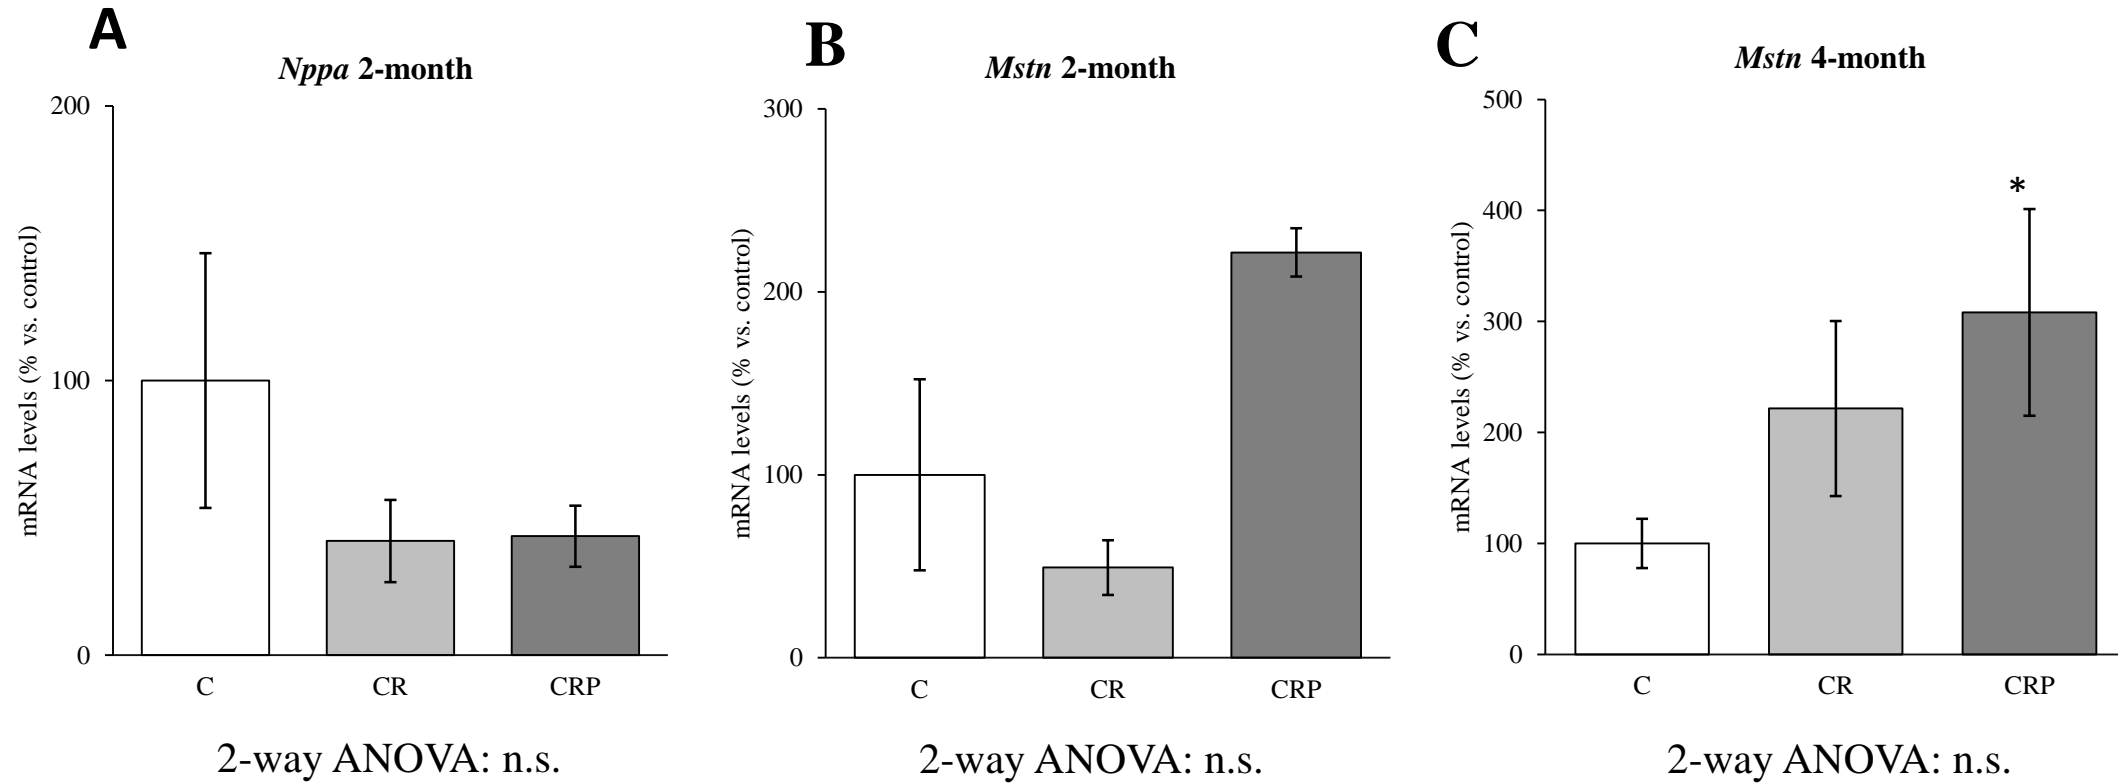 A
Nppa 2-month
mRNA levels (% vs. control)
200
100
0
C CR CRP
2-way ANOVA: n.s.
B
Mstn 2-month
mRNA levels (% vs. control)
300
200
100
0
C CR CRP
2-way ANOVA: n.s.
C
Mstn 4-month
mRNA levels (% vs. control)
500
400
300
200
100
0
*
C CR CRP
2-way ANOVA: n.s.